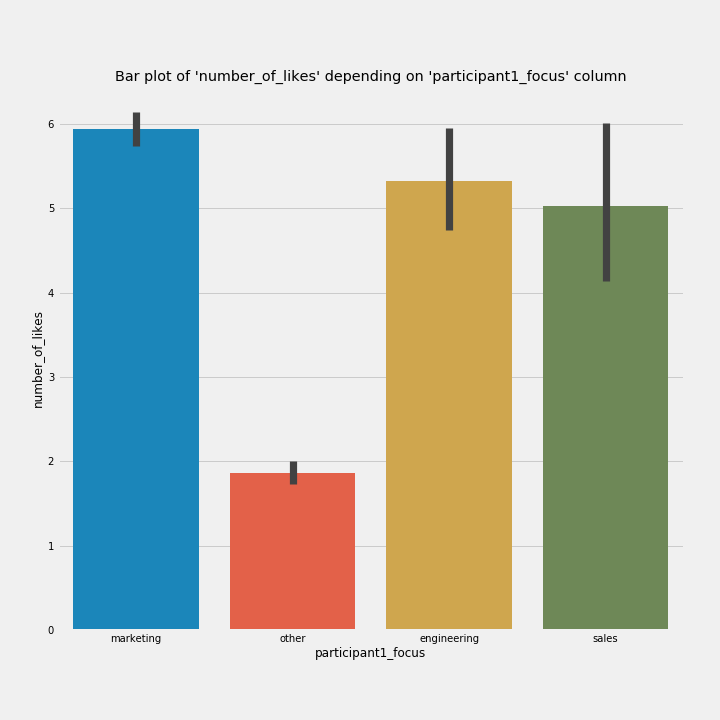 Bar plot of 'number_of_likes' depending on 'participant1_focus' column
number_of_likes
6
5
4
3
2
1
0
marketing other engineering sales
participant1_focus